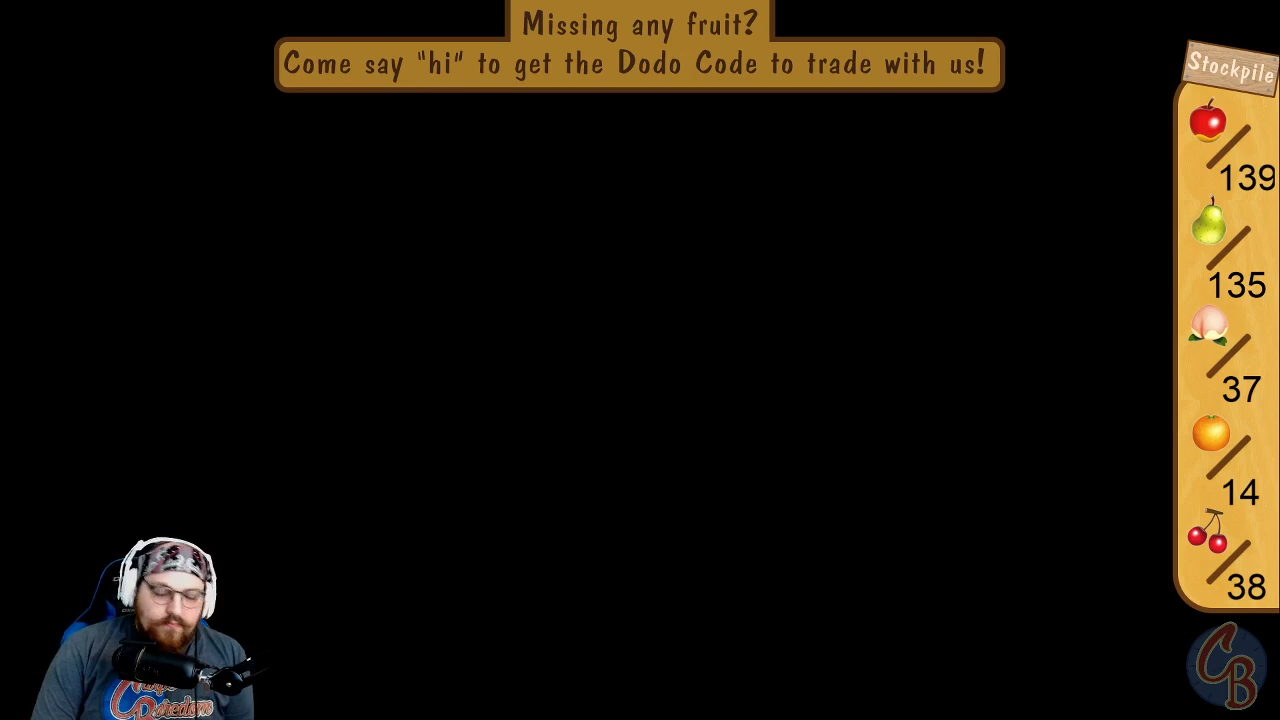 Missing any fruit?
Come say "hi" to get the Dodo Code to trade with us!
Stockpile
139
135
37
14
38
CB